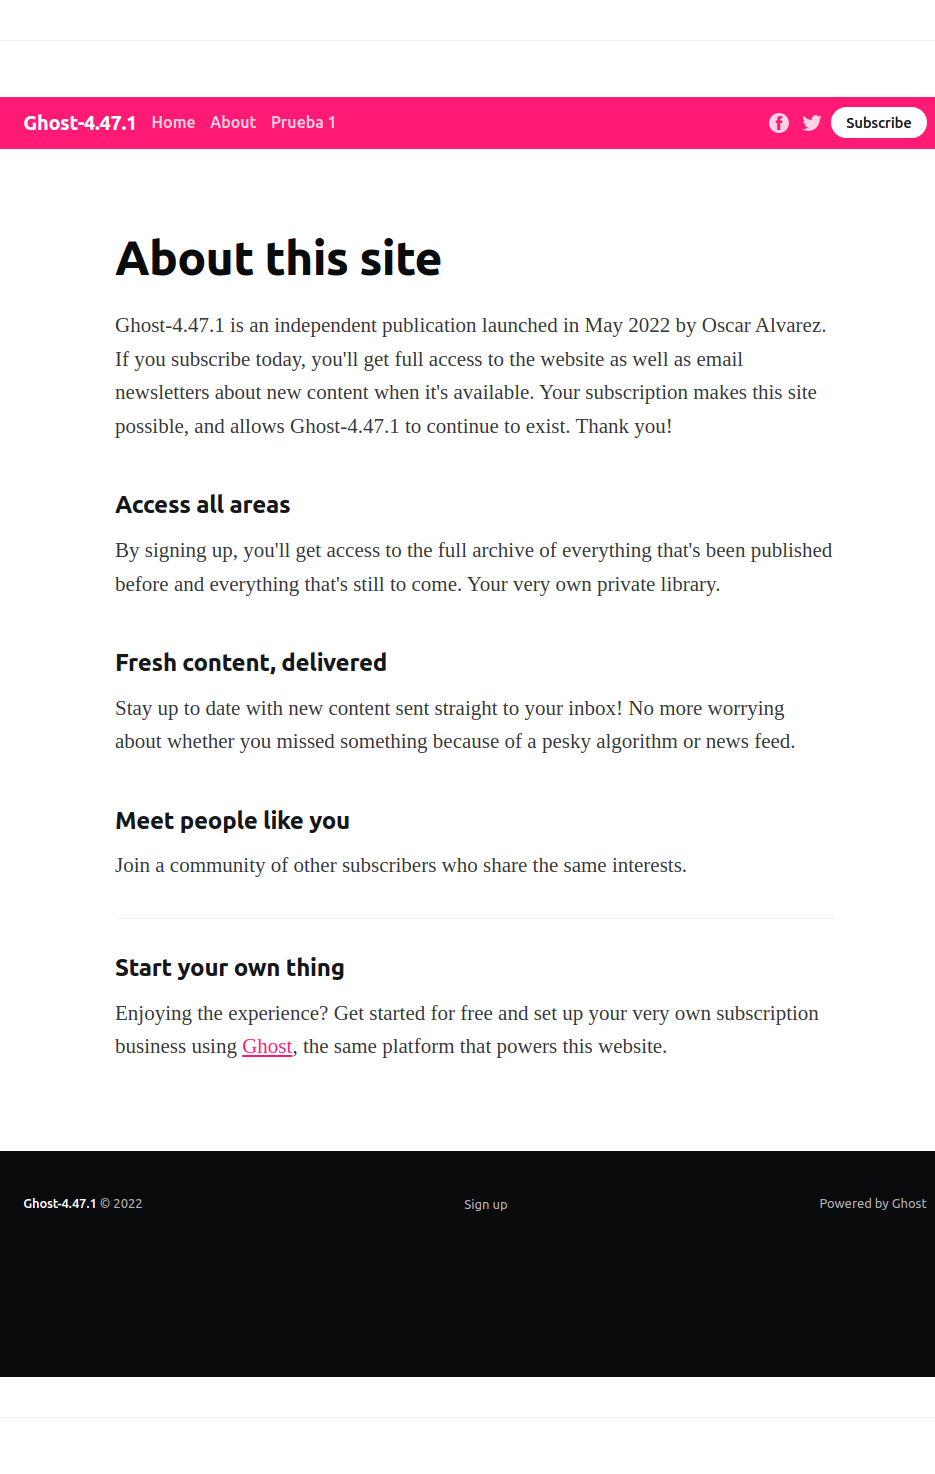 Ghost-4.47.1 Home About Prueba 1 Subscribe
About this site
Ghost-4.47.1 is an independent publication launched in May 2022 by Oscar Alvarez.
If you subscribe today, you'll get full access to the website as well as email
newsletters about new content when it's available. Your subscription makes this site
possible, and allows Ghost-4.47.1 to continue to exist. Thank you!
Access all areas
By signing up, you'll get access to the full archive of everything that's been published
before and everything that's still to come. Your very own private library.
Fresh content, delivered
Stay up to date with new content sent straight to your inbox! No more worrying
about whether you missed something because of a pesky algorithm or news feed.
Meet people like you
Join a community of other subscribers who share the same interests.
Start your own thing
Enjoying the experience? Get started for free and set up your very own subscription
business using Ghost, the same platform that powers this website.
Ghost-4.47.1 © 2022 Sign up Powered by Ghost